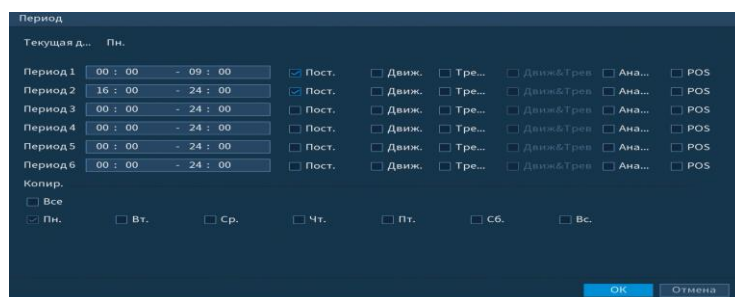 Период
Текущая д... Пн.
Период 1 00 : 00 - 09 : 00 Пост. Движ. Тре... Движ&Трев Ана... POS
Период 2 16 : 00 - 24 : 00 Пост. Движ. Тре... Движ&Трев Ана... POS
Период 3 00 : 00 - 24 : 00 Пост. Движ. Тре... Движ&Трев Ана... POS
Период 4 00 : 00 - 24 : 00 Пост. Движ. Тре... Движ&Трев Ана... POS
Период 5 00 : 00 - 24 : 00 Пост. Движ. Тре... Движ&Трев Ана... POS
Период 6 00 : 00 - 24 : 00 Пост. Движ. Тре... Движ&Трев Ана... POS
Копир.
Все
Пн. Вт. Ср. Чт. Пт. Сб. Вс.
ОК Отмена